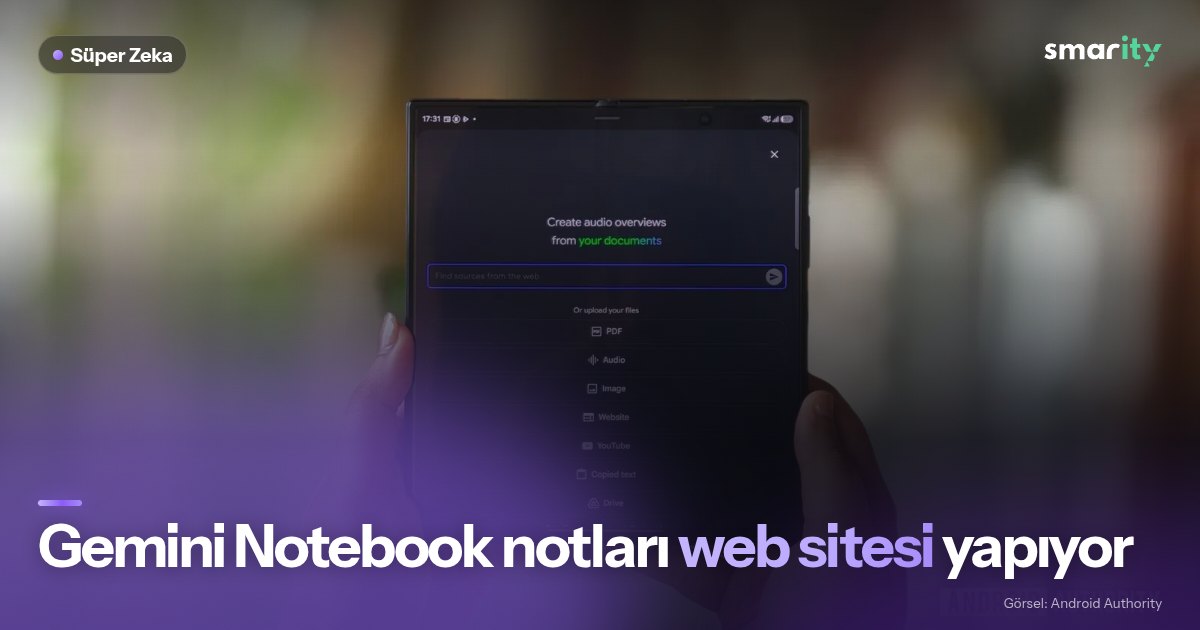 Süper Zeka
smarity
17:31
Create audio overviews
from your documents
Find sources from the web
Or upload your files
PDF
Audio
Image
Website
YouTube
Copied text
Drive
Gemini Notebook notları web sitesi yapıyor
Görsel: Android Authority